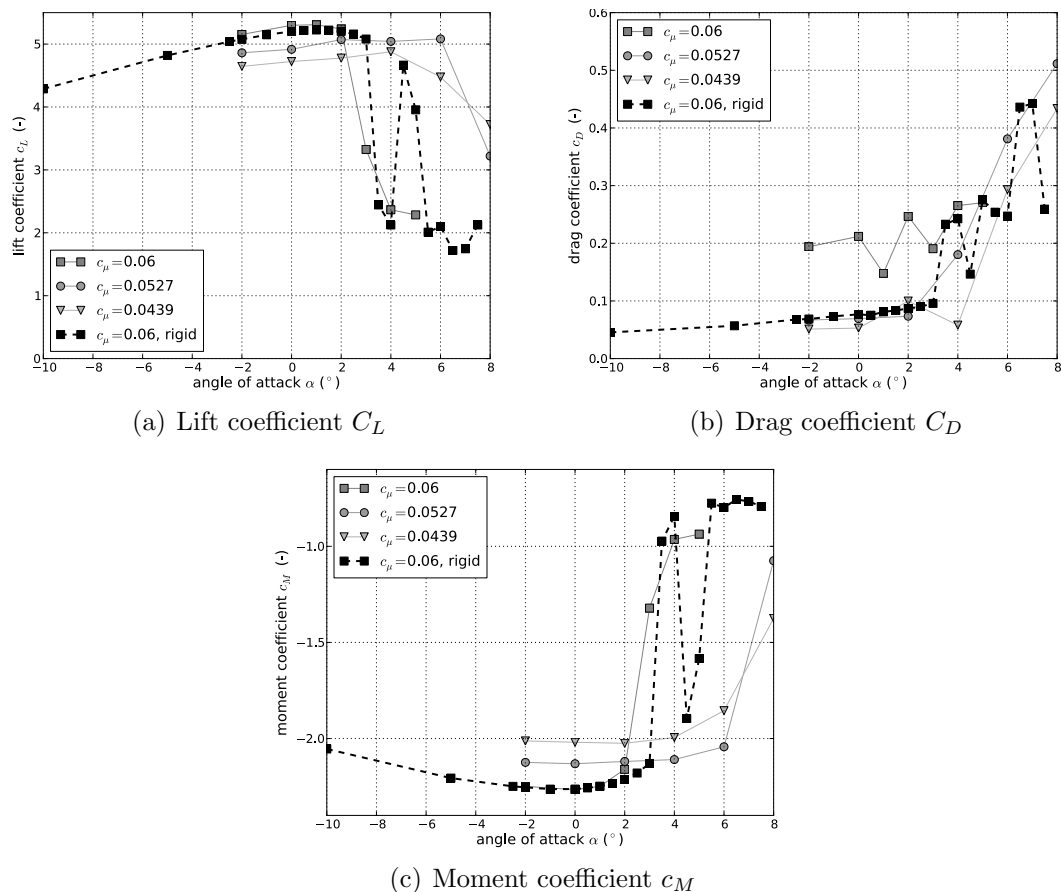 lift coefficient c_L (-)
6
5
4
3
2
1
0
c_μ=0.06
c_μ=0.0527
c_μ=0.0439
c_μ=0.06, rigid
−10 −8 −6 −4 −2 0 2 4 6 8
angle of attack α (°)
(a) Lift coefficient C_L
drag coefficient c_D (-)
0.6
0.5
0.4
0.3
0.2
0.1
0.0
c_μ=0.06
c_μ=0.0527
c_μ=0.0439
c_μ=0.06, rigid
−10 −8 −6 −4 −2 0 2 4 6 8
angle of attack α (°)
(b) Drag coefficient C_D
moment coefficient c_M (-)
−1.0
−1.5
−2.0
c_μ=0.06
c_μ=0.0527
c_μ=0.0439
c_μ=0.06, rigid
−10 −8 −6 −4 −2 0 2 4 6 8
angle of attack α (°)
(c) Moment coefficient c_M